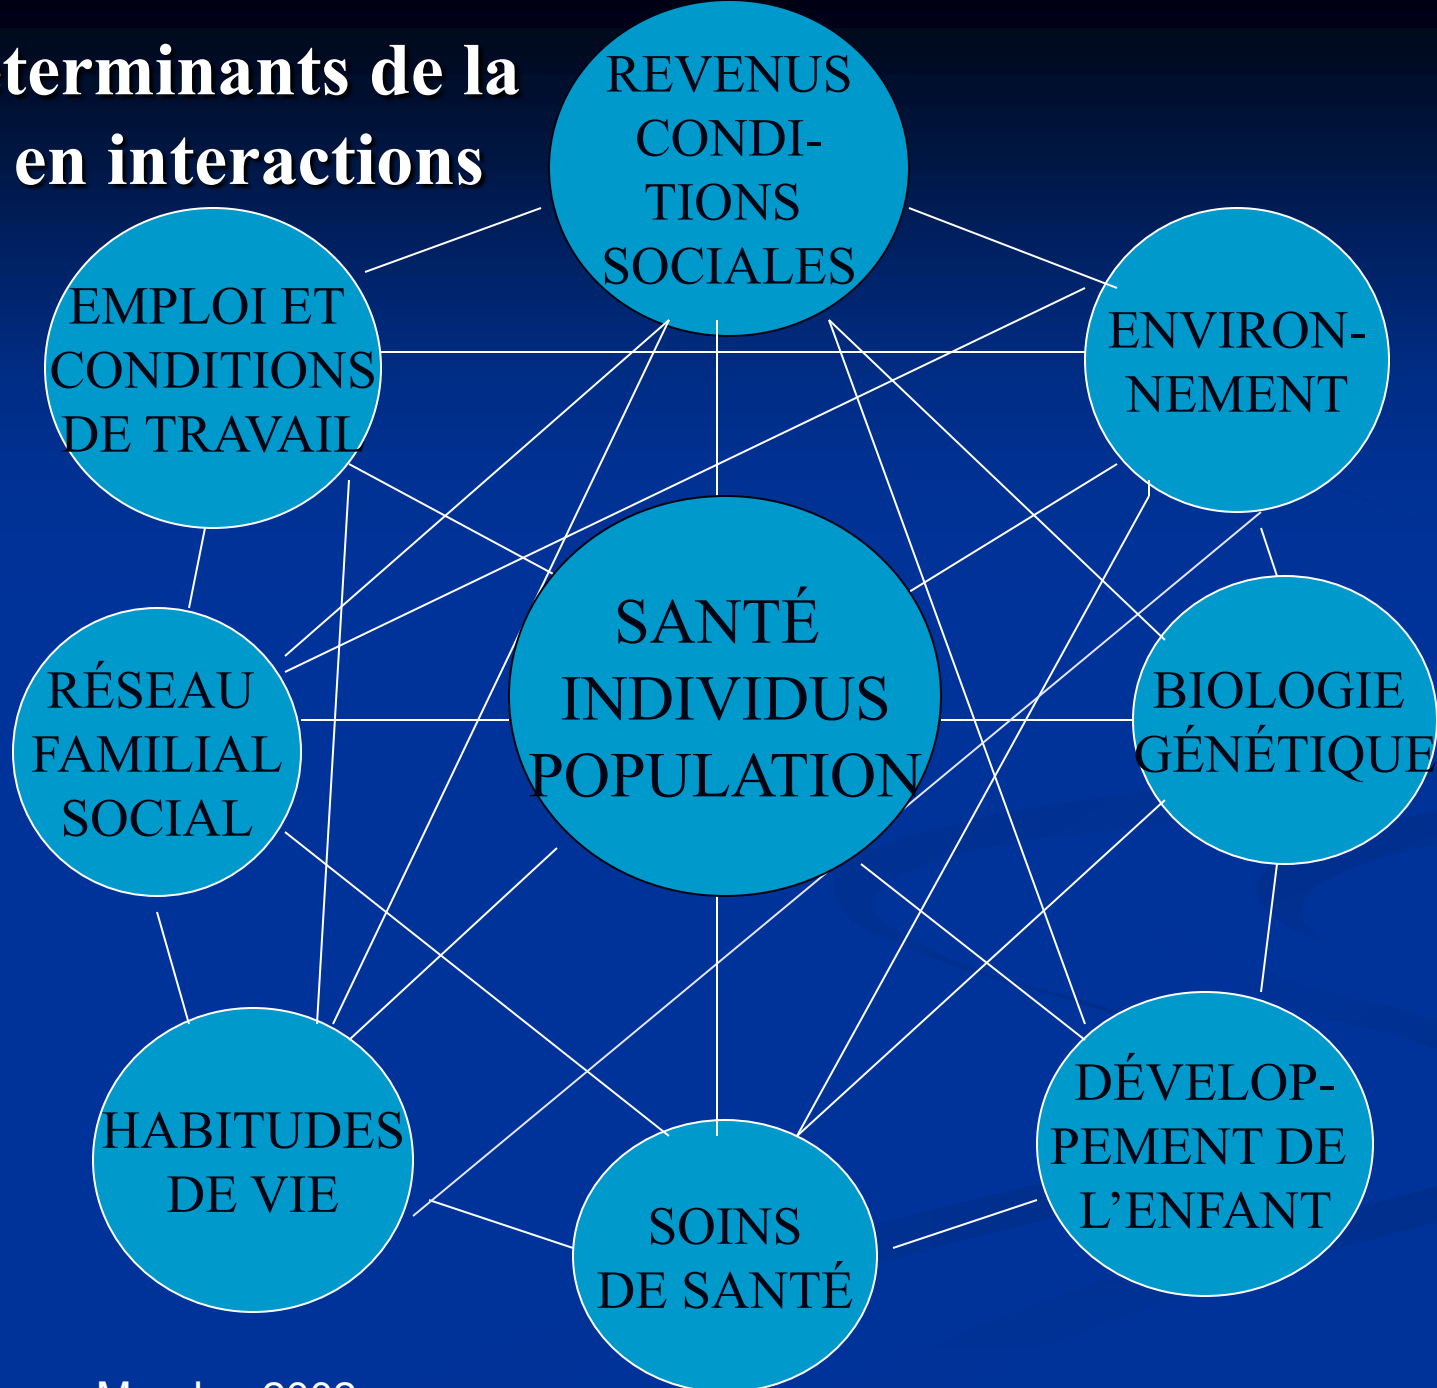 terminants de la
en interactions
REVENUS
CONDI-
TIONS
SOCIALES
EMPLOI ET
CONDITIONS
DE TRAVAIL
ENVIRON-
NEMENT
SANTÉ
INDIVIDUS
POPULATION
RÉSEAU
FAMILIAL
SOCIAL
BIOLOGIE
GÉNÉTIQUE
HABITUDES
DE VIE
SOINS
DE SANTÉ
DÉVELOP-
PEMENT DE
L’ENFANT